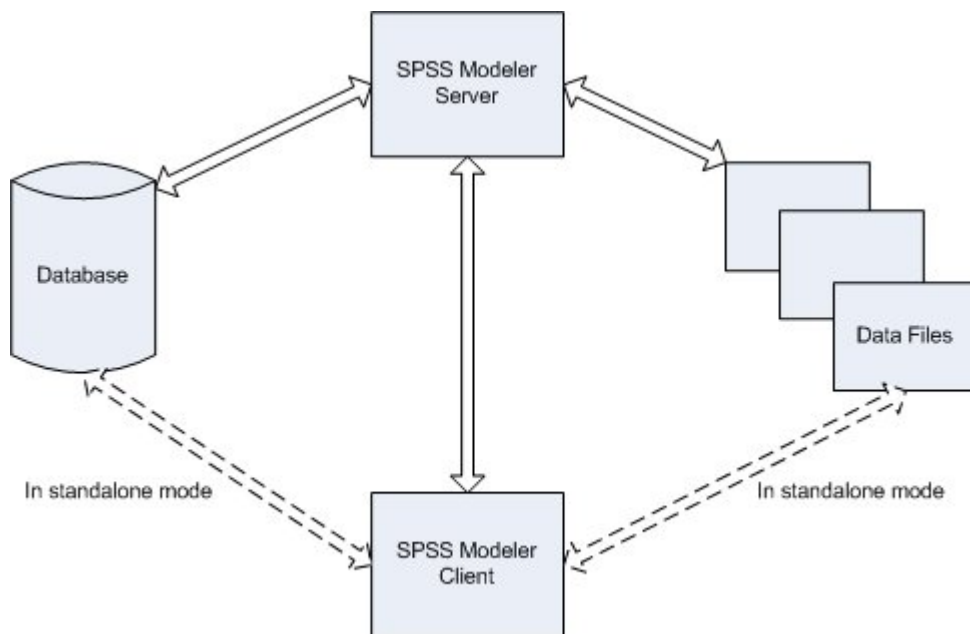 SPSS Modeler
Server
Database
Data Files
In standalone mode
In standalone mode
SPSS Modeler
Client